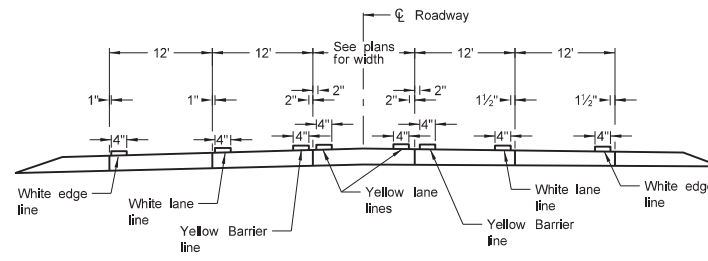 ℄ Roadway
12'
12'
See plans
for width
12'
12'
1"
1"
2"
2"
2"
2"
1½"
1½"
4"
4"
4"
4"
4"
4"
4"
4"
White edge
line
White lane
line
Yellow Barrier
line
Yellow lane
lines
Yellow Barrier
line
White lane
line
White edge
line